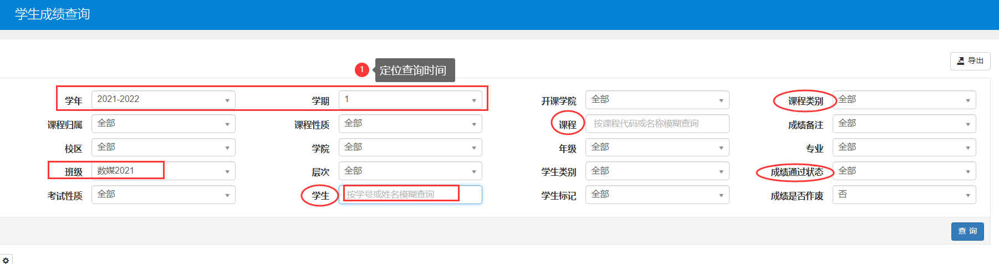 学生成绩查询
导出
1 定位查询时间
学年 2021-2022 学期 1 开课学院 全部 课程类别 全部
课程归属 全部 课程性质 全部 课程 按课程代码或名称模糊查询 成绩备注 全部
校区 全部 学院 全部 年级 全部 专业 全部
班级 数媒2021 层次 全部 学生类别 全部 成绩通过状态 全部
考试性质 全部 学生 按学号或姓名模糊查询 学生标记 全部 成绩是否作废 否
查 询